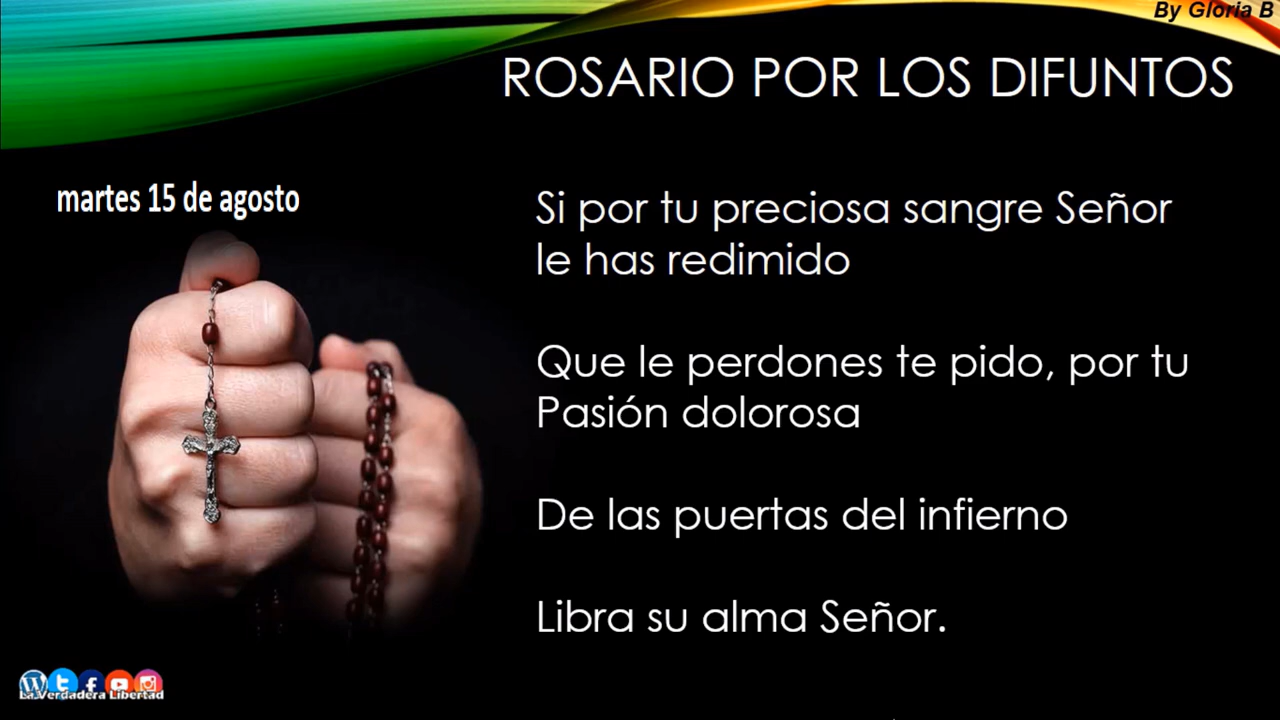 By Gloria B
ROSARIO POR LOS DIFUNTOS
martes 15 de agosto
Si por tu preciosa sangre Señor
le has redimido
Que le perdones te pido, por tu
Pasión dolorosa
De las puertas del infierno
Libra su alma Señor.
La Verdadera Libertad